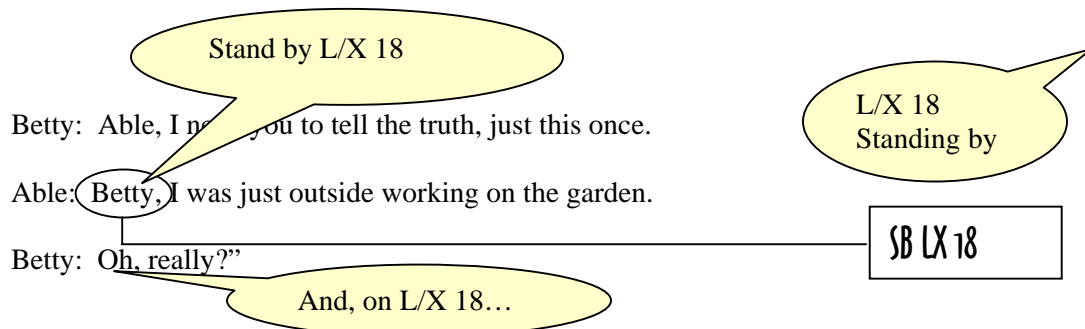 Stand by L/X 18
L/X 18
Standing by
Betty: Able, I you to tell the truth, just this once.
Able: Betty, I was just outside working on the garden.
SB LX 18
Betty: Oh, really?”
And, on L/X 18…